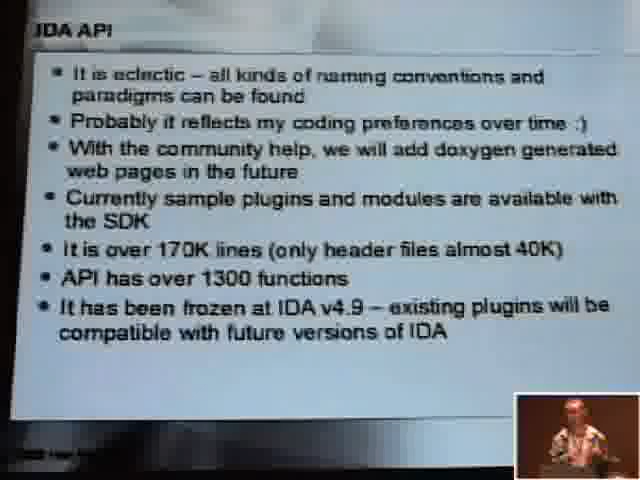 IDA API
• It is eclectic – all kinds of naming conventions and
paradigms can be found
• Probably it reflects my coding preferences over time :)
• With the community help, we will add doxygen generated
web pages in the future
• Currently sample plugins and modules are available with
the SDK
• It is over 170K lines (only header files almost 40K)
• API has over 1300 functions
• It has been frozen at IDA v4.9 – existing plugins will be
compatible with future versions of IDA